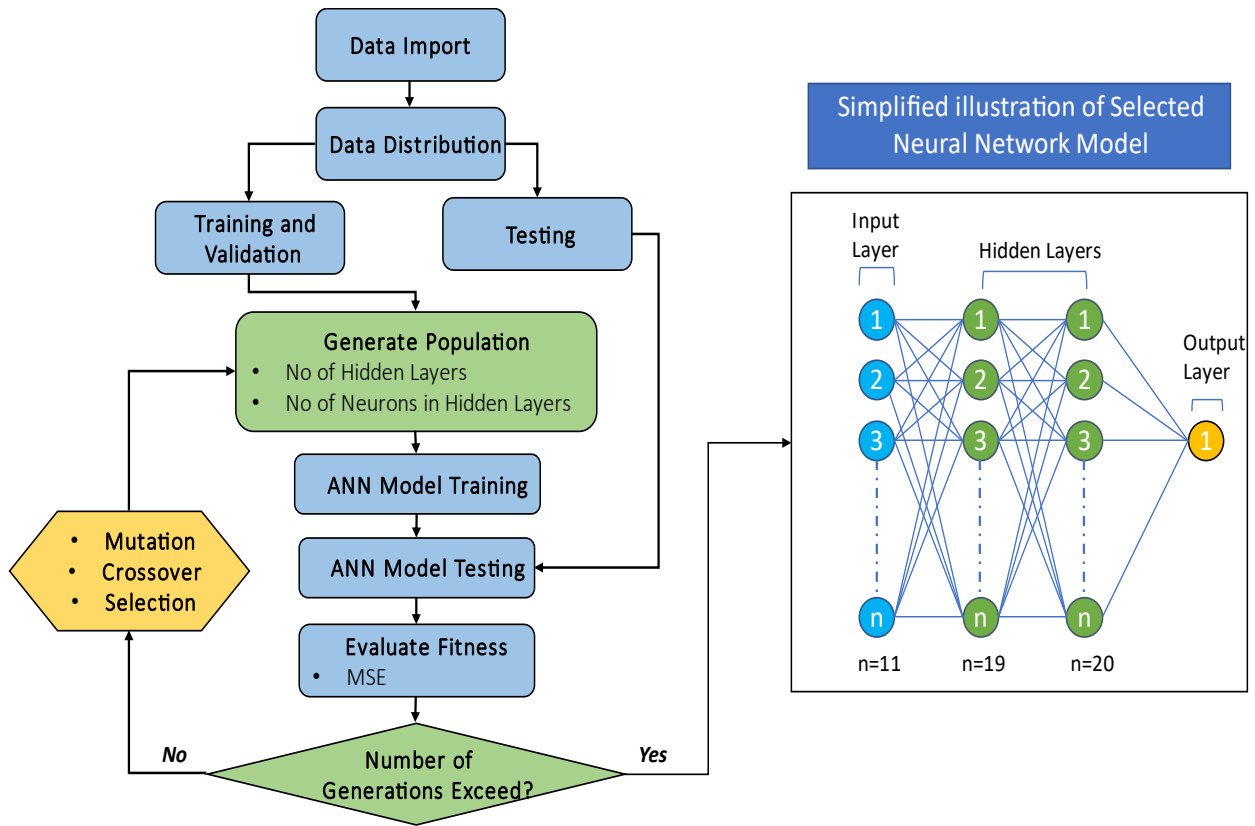 Data Import
Data Distribution
Training and
Validation
Testing
Generate Population
• No of Hidden Layers
• No of Neurons in Hidden Layers
ANN Model Training
ANN Model Testing
Evaluate Fitness
• MSE
Number of
Generations Exceed?
No
Yes
• Mutation
• Crossover
• Selection
Simplified illustration of Selected
Neural Network Model
Input
Layer
Hidden Layers
Output
Layer
1 1 1
2 2 2
3 3 3
1
n n n
n=11 n=19 n=20